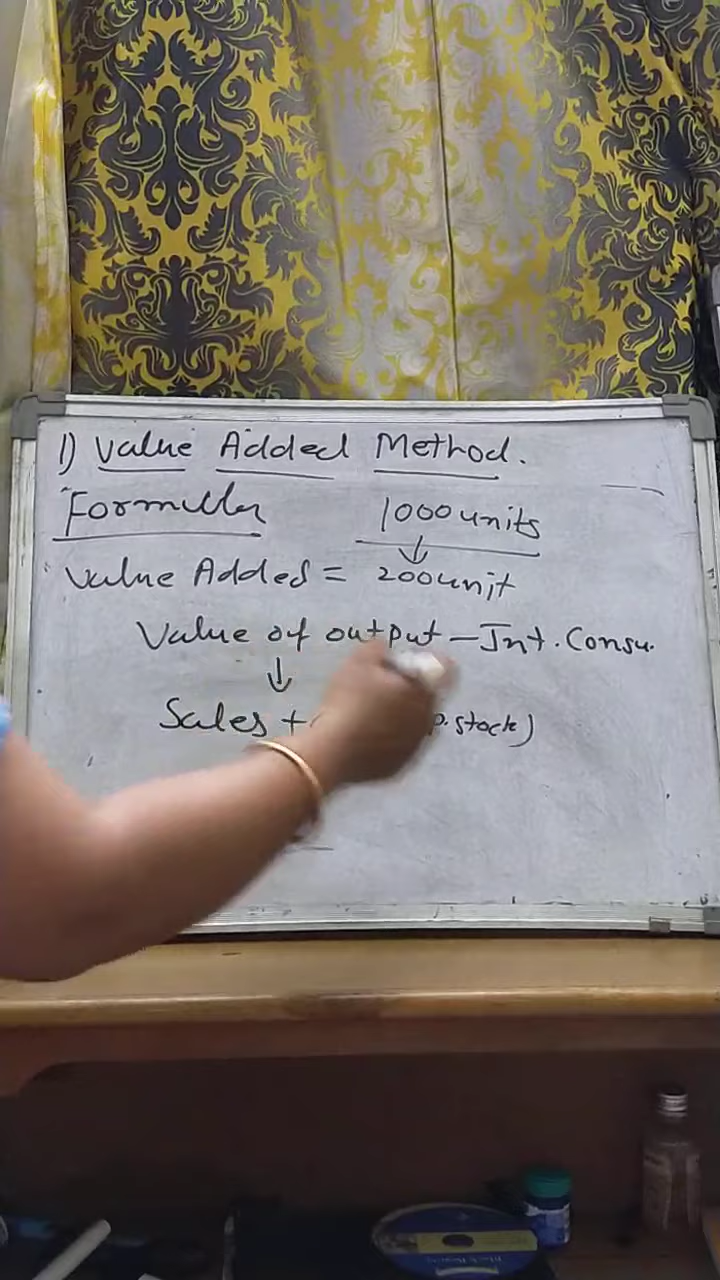 1) Value Added Method.
Formula
1000 units
Value Added = 200 unit
Value of output - Int. Consu.
↓
Sales + ( p. stock)